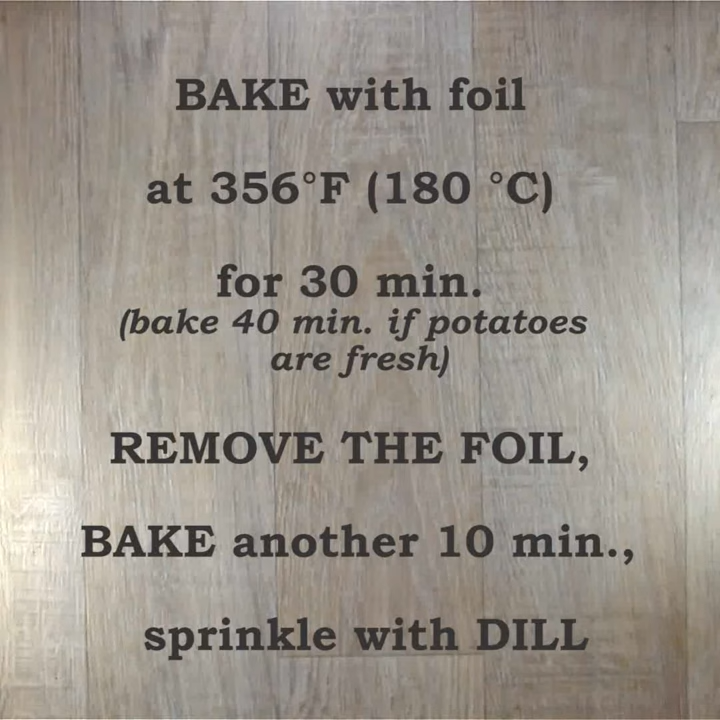 BAKE with foil
at 356°F (180 °C)
for 30 min.
(bake 40 min. if potatoes
are fresh)
REMOVE THE FOIL,
BAKE another 10 min.,
sprinkle with DILL